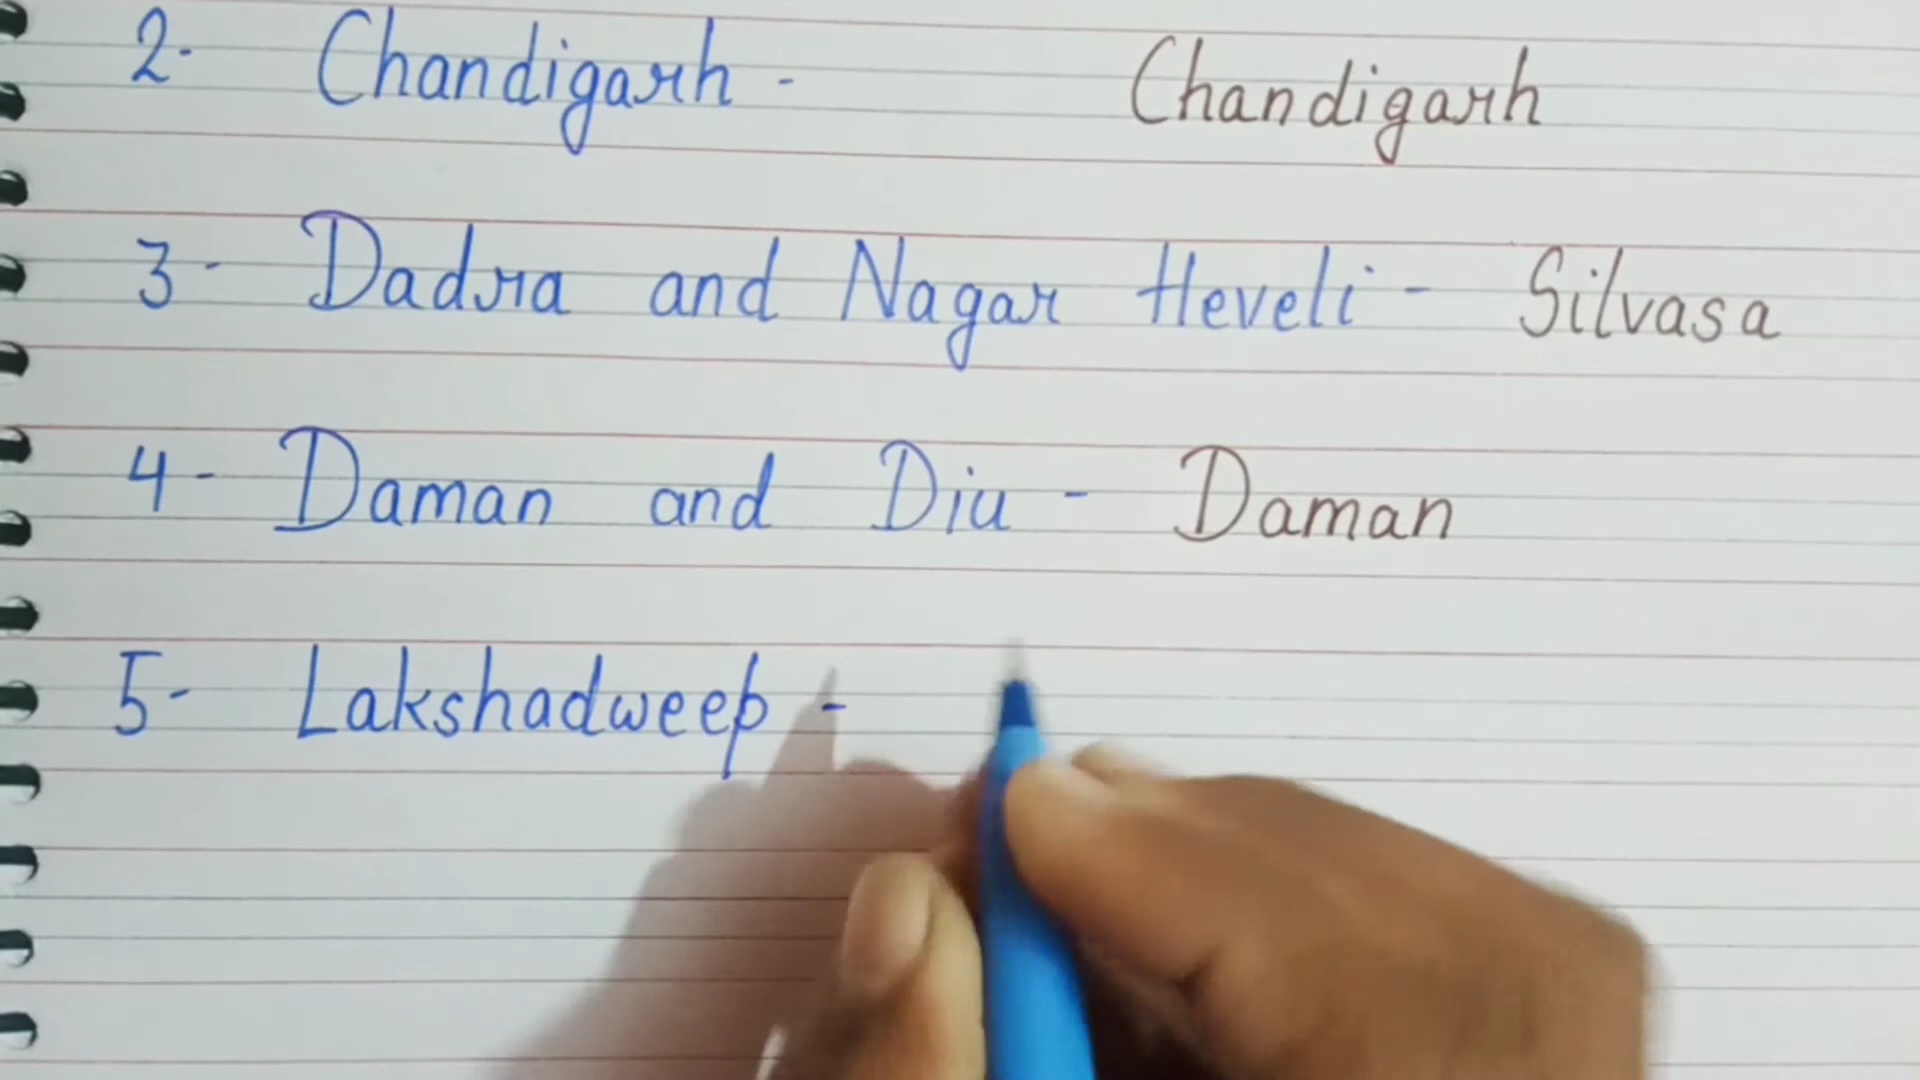 2- Chandigarh - Chandigarh
3- Dadra and Nagar Heveli - Silvasa
4- Daman and Diu - Daman
5- Lakshadweep -